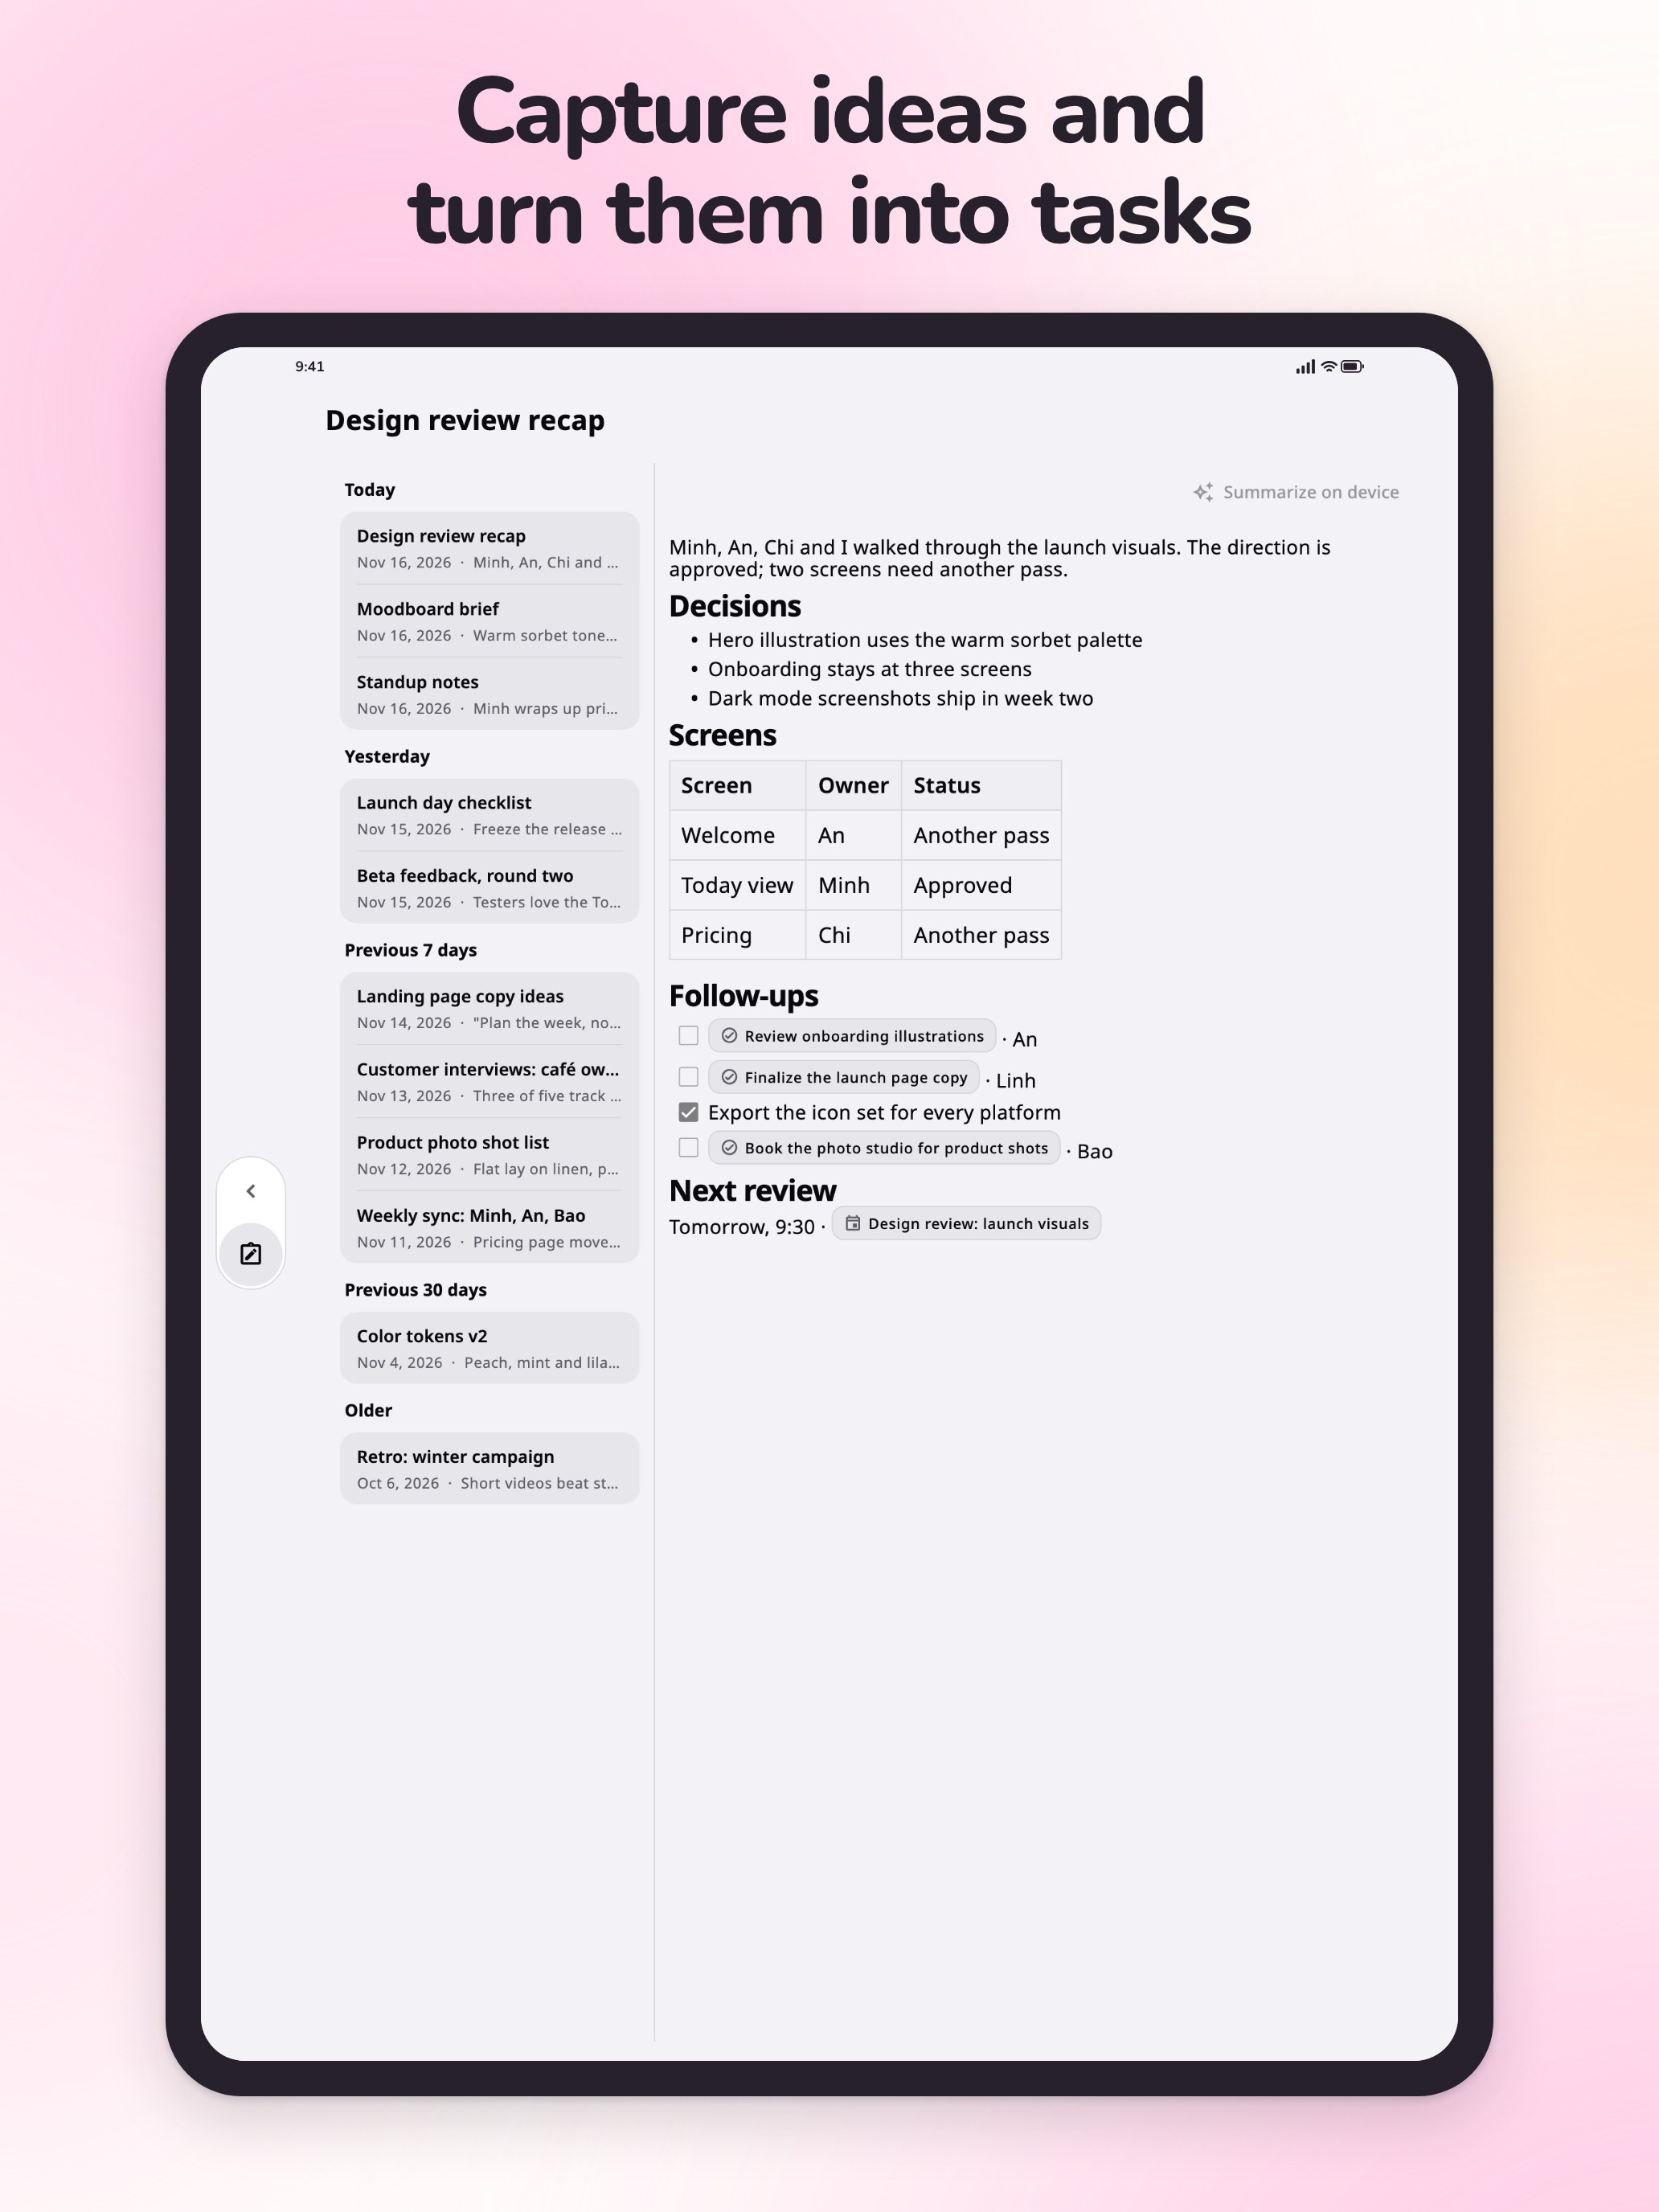 Capture ideas and
turn them into tasks
9:41
Design review recap
Today
Design review recap
Nov 16, 2026 · Minh, An, Chi and ...
Moodboard brief
Nov 16, 2026 · Warm sorbet tone...
Standup notes
Nov 16, 2026 · Minh wraps up pri...
Yesterday
Launch day checklist
Nov 15, 2026 · Freeze the release ...
Beta feedback, round two
Nov 15, 2026 · Testers love the To...
Previous 7 days
Landing page copy ideas
Nov 14, 2026 · "Plan the week, no...
Customer interviews: café ow...
Nov 13, 2026 · Three of five track ...
Product photo shot list
Nov 12, 2026 · Flat lay on linen, p...
Weekly sync: Minh, An, Bao
Nov 11, 2026 · Pricing page move...
Previous 30 days
Color tokens v2
Nov 4, 2026 · Peach, mint and lila...
Older
Retro: winter campaign
Oct 6, 2026 · Short videos beat st...
Summarize on device
Minh, An, Chi and I walked through the launch visuals. The direction is
approved; two screens need another pass.
Decisions
• Hero illustration uses the warm sorbet palette
• Onboarding stays at three screens
• Dark mode screenshots ship in week two
Screens
Screen Owner Status
Welcome An Another pass
Today view Minh Approved
Pricing Chi Another pass
Follow-ups
Review onboarding illustrations · An
Finalize the launch page copy · Linh
Export the icon set for every platform
Book the photo studio for product shots · Bao
Next review
Tomorrow, 9:30 · Design review: launch visuals